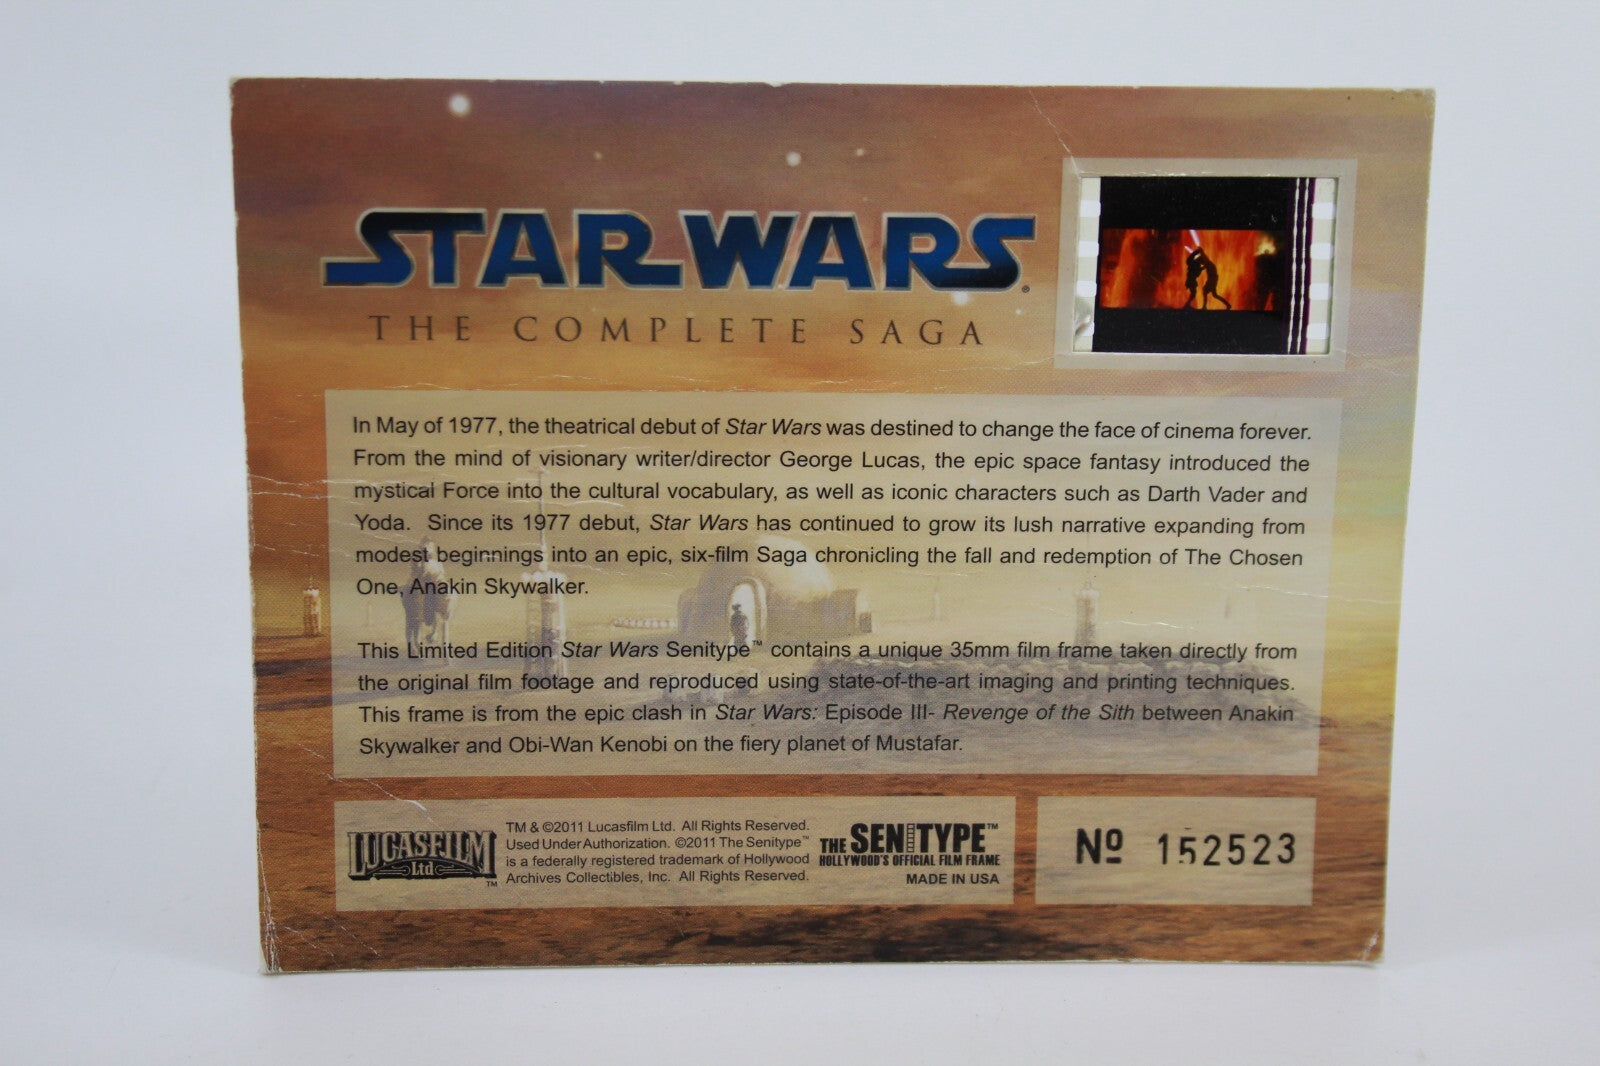 STAR WARS®
THE COMPLETE SAGA
In May of 1977, the theatrical debut of Star Wars was destined to change the face of cinema forever.
From the mind of visionary writer/director George Lucas, the epic space fantasy introduced the
mystical Force into the cultural vocabulary, as well as iconic characters such as Darth Vader and
Yoda. Since its 1977 debut, Star Wars has continued to grow its lush narrative expanding from
modest beginnings into an epic, six-film Saga chronicling the fall and redemption of The Chosen
One, Anakin Skywalker.
This Limited Edition Star Wars Senitype™ contains a unique 35mm film frame taken directly from
the original film footage and reproduced using state-of-the-art imaging and printing techniques.
This frame is from the epic clash in Star Wars: Episode III- Revenge of the Sith between Anakin
Skywalker and Obi-Wan Kenobi on the fiery planet of Mustafar.
LUCASFILM
Ltd
™
TM & ©2011 Lucasfilm Ltd. All Rights Reserved.
Used Under Authorization. ©2011 The Senitype™
is a federally registered trademark of Hollywood
Archives Collectibles, Inc. All Rights Reserved.
THE SENITYPE™
HOLLYWOOD'S OFFICIAL FILM FRAME
MADE IN USA
Nº 152523